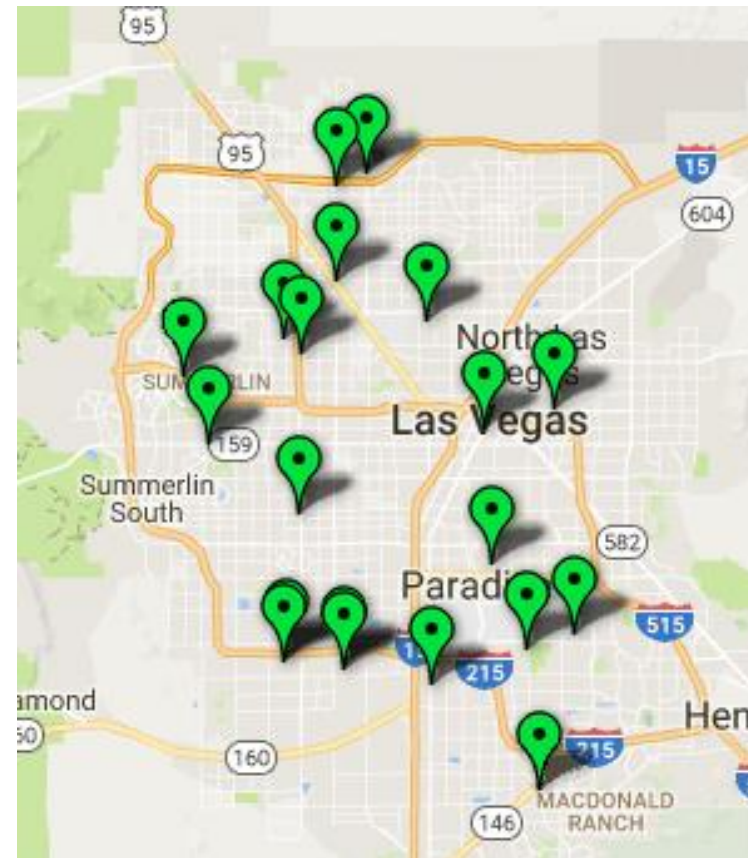 95
95
15
604
North Las
Vegas
SUMMERLIN
Las Vegas
159
Summerlin
South
582
Paradi
515
215
amond
60
Hen
160
215
MACDONALD
RANCH
146